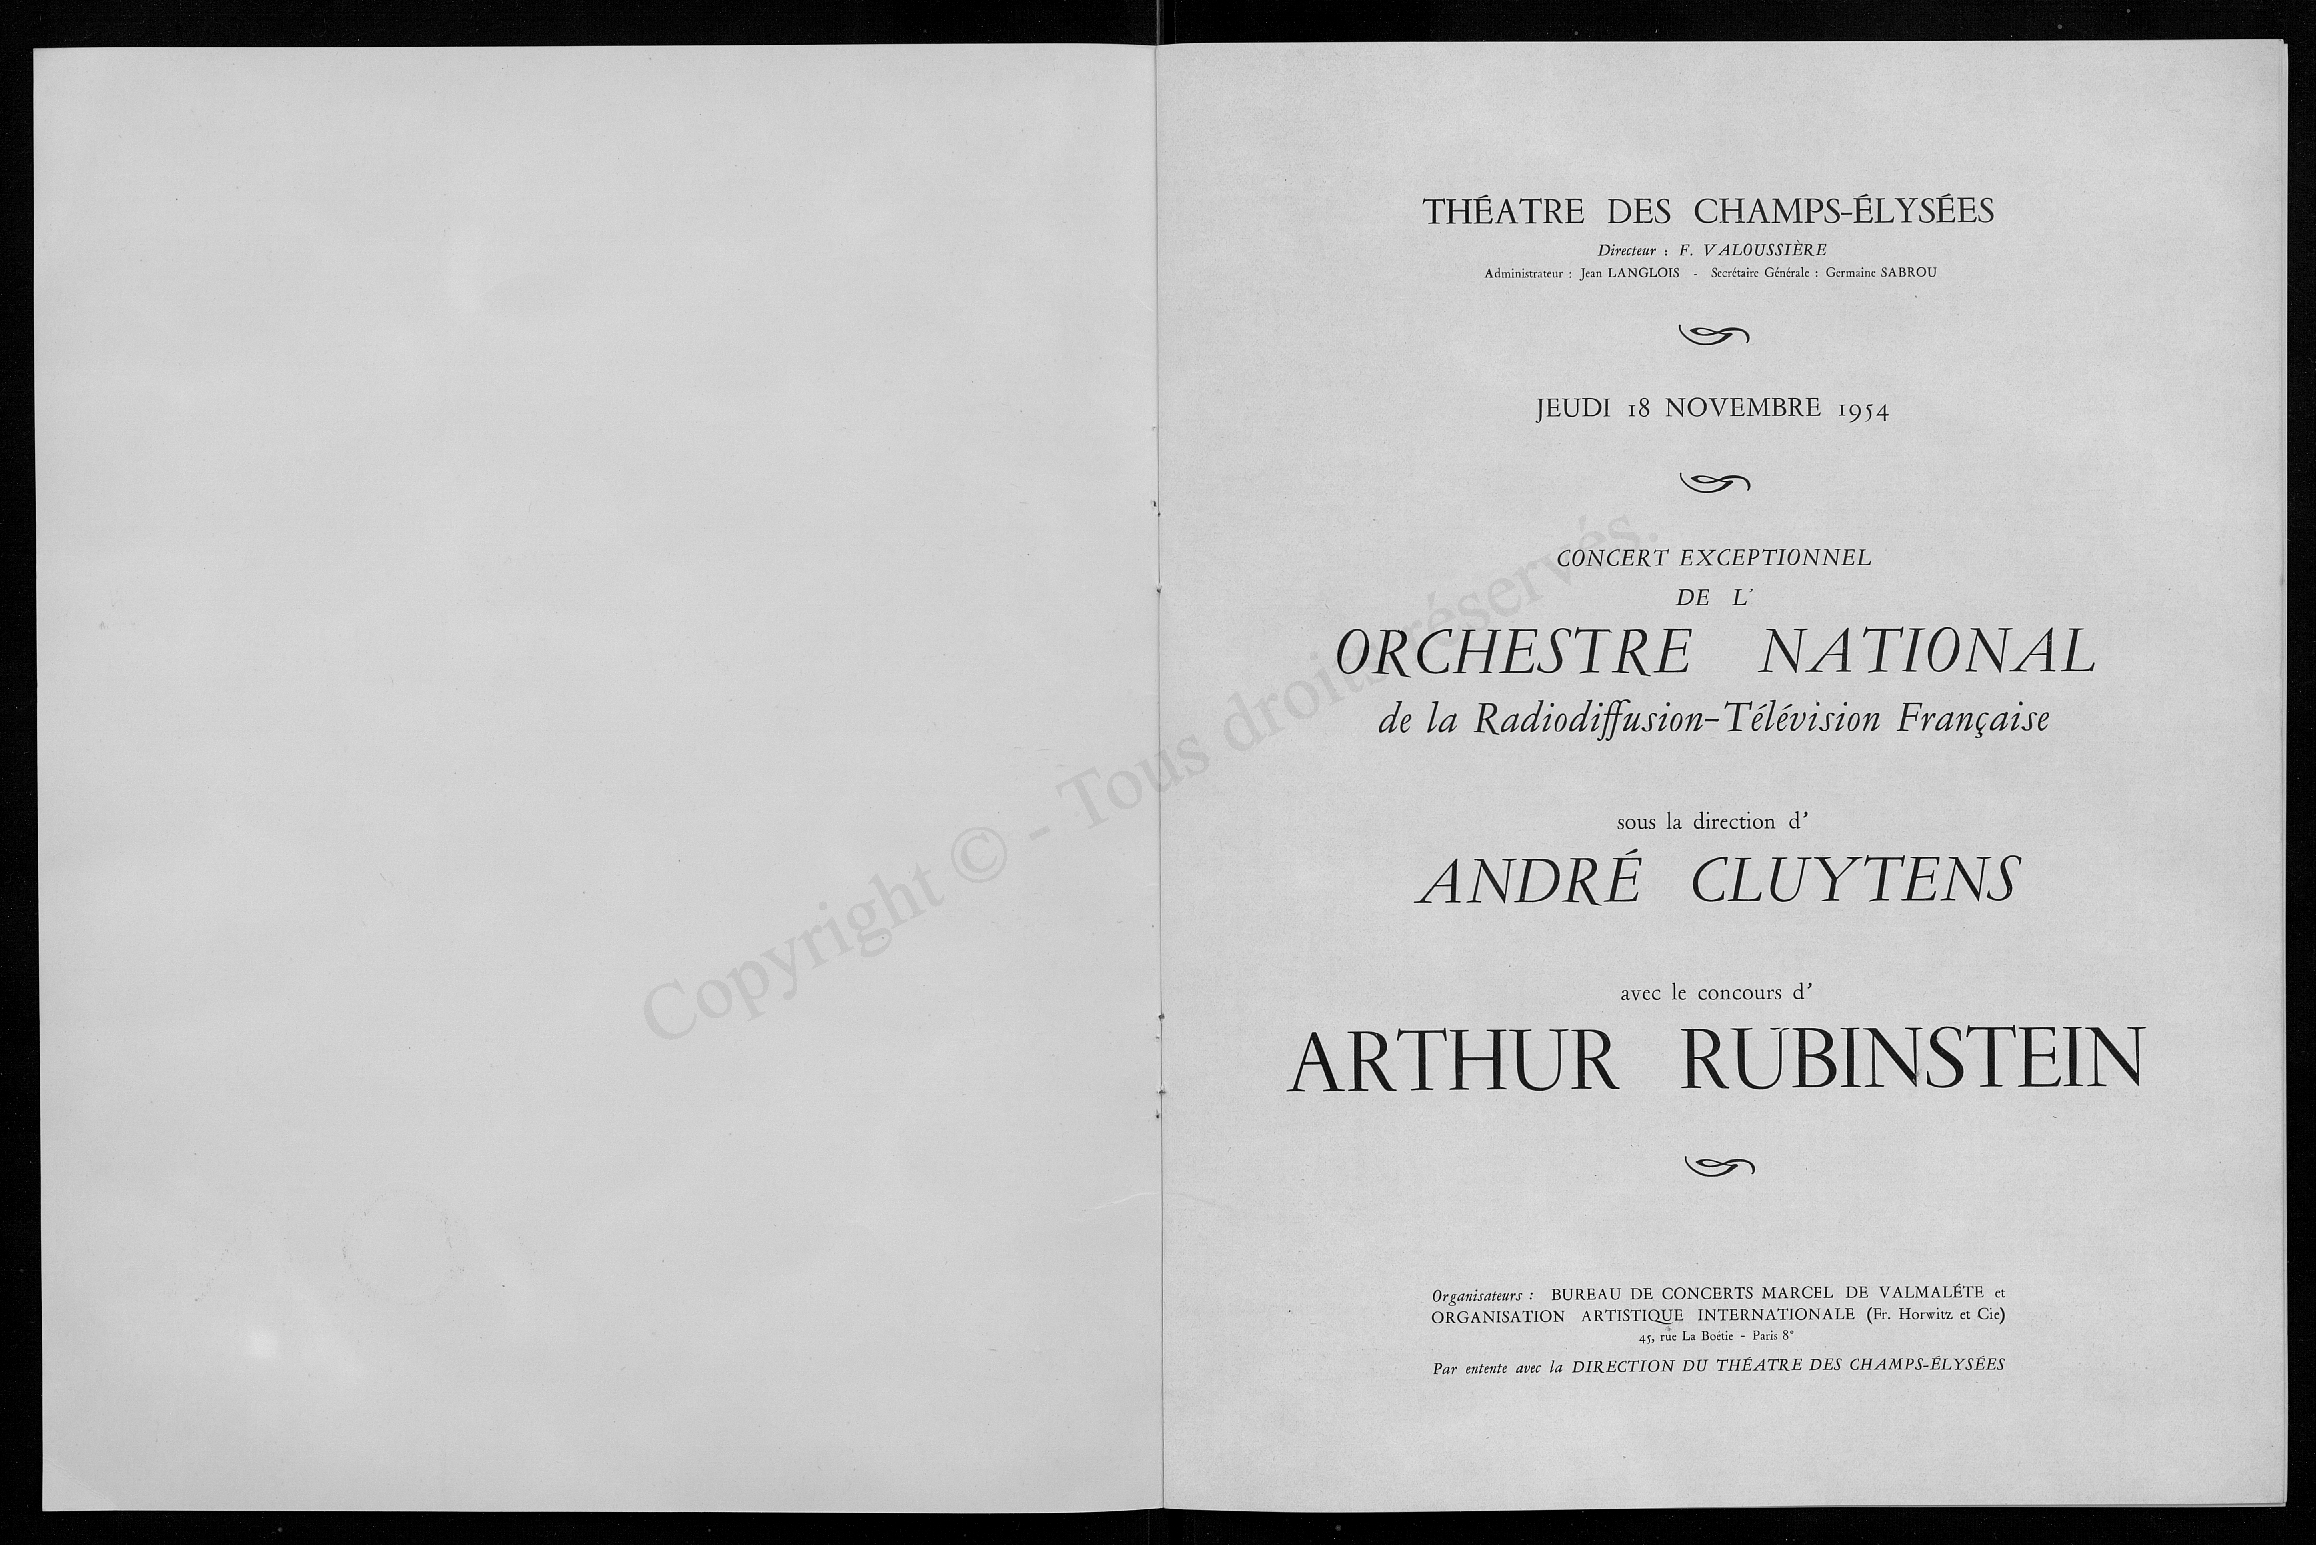 THÉATRE DES CHAMPS-ÉLYSÉES
Directeur : F. VALOUSSIÈRE
Administrateur : Jean LANGLOIS - Secrétaire Générale : Germaine SABROU
JEUDI 18 NOVEMBRE 1954
CONCERT EXCEPTIONNEL
DE L'
ORCHESTRE NATIONAL
de la Radiodiffusion-Télévision Française
sous la direction d'
ANDRÉ CLUYTENS
avec le concours d'
ARTHUR RUBINSTEIN
Organisateurs : BUREAU DE CONCERTS MARCEL DE VALMALÉTE et
ORGANISATION ARTISTIQUE INTERNATIONALE (Fr. Horwitz et Cie)
45, rue La Boétie - Paris 8e
Par entente avec la DIRECTION DU THÉATRE DES CHAMPS-ÉLYSÉES
Copyright © - Tous droits réservés.